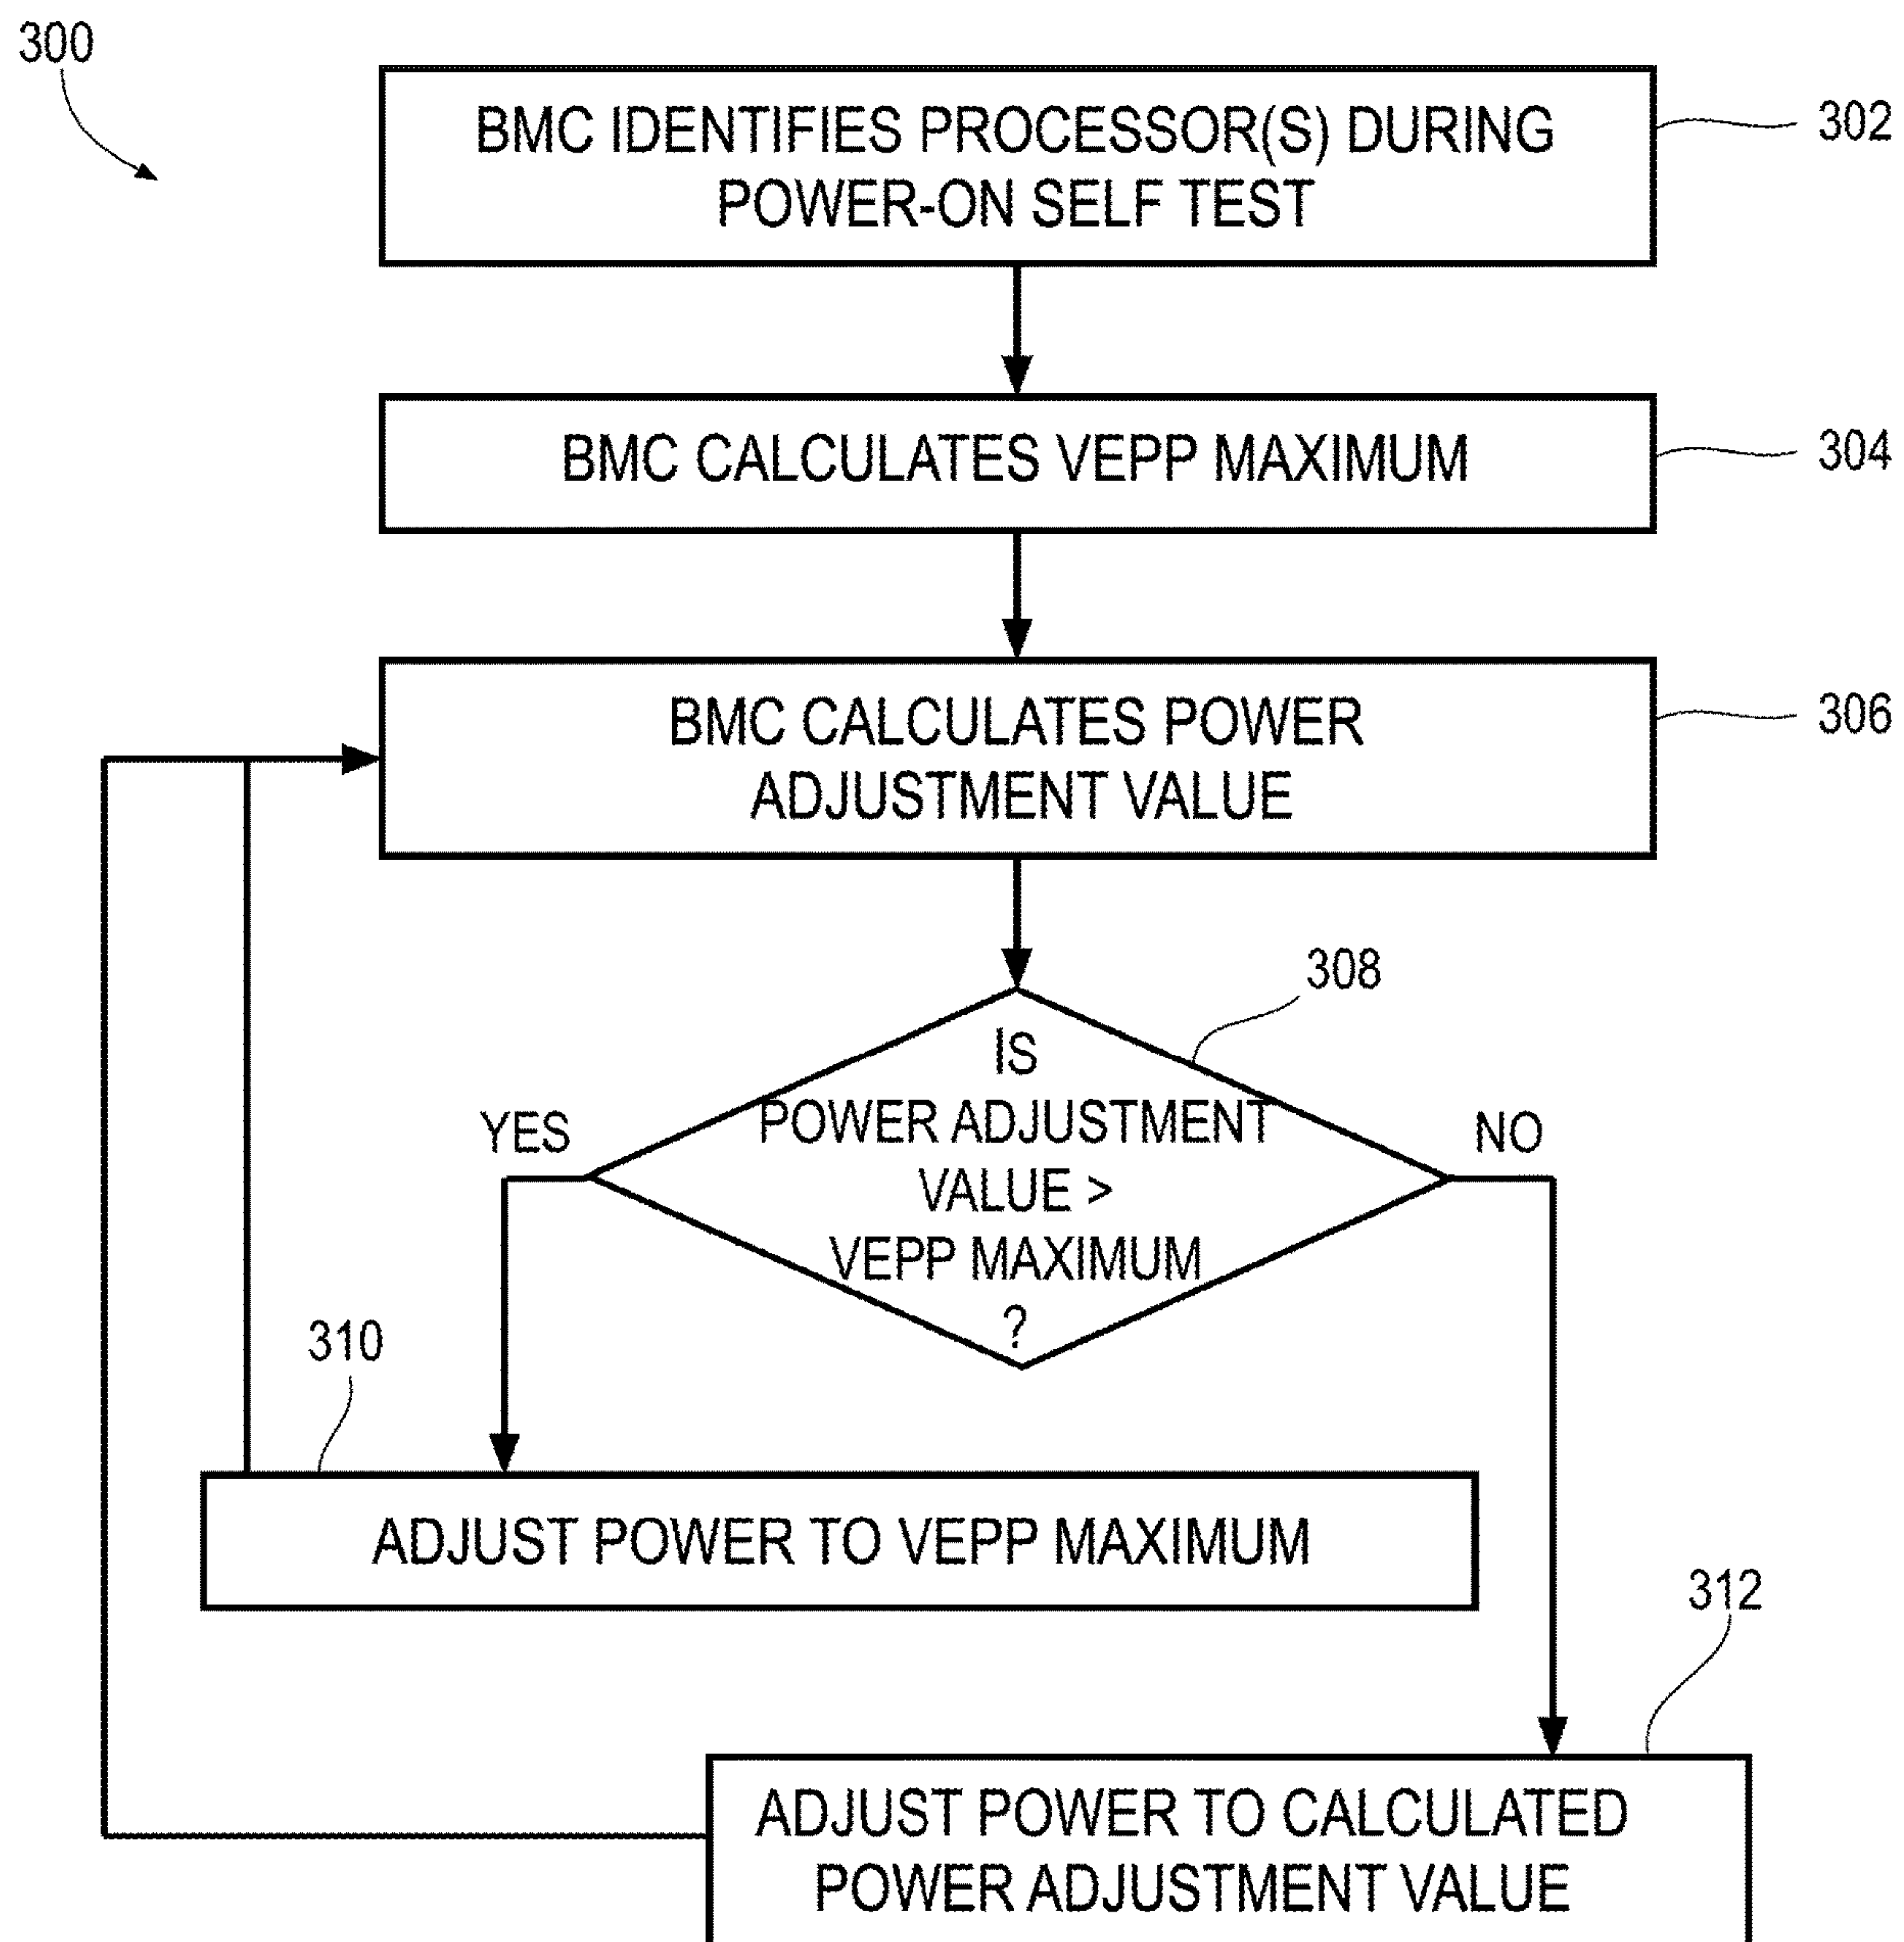 300
BMC IDENTIFIES PROCESSOR(S) DURING
POWER-ON SELF TEST
302
BMC CALCULATES VEPP MAXIMUM
304
BMC CALCULATES POWER
ADJUSTMENT VALUE
306
308
IS
POWER ADJUSTMENT
VALUE >
VEPP MAXIMUM
?
YES
NO
310
ADJUST POWER TO VEPP MAXIMUM
312
ADJUST POWER TO CALCULATED
POWER ADJUSTMENT VALUE